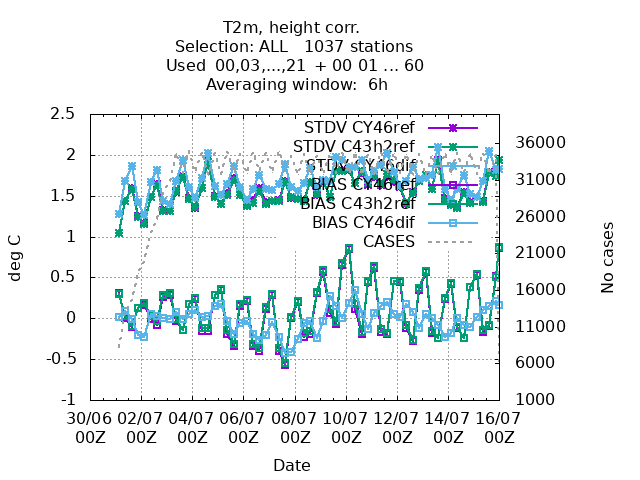 T2m, height corr.
Selection: ALL   1037 stations
Used  00,03,...,21  + 00 01 ... 60
Averaging window:  6h
STDV CY46ref
STDV C43h2ref
STDV CY46dif
BIAS CY46ref
BIAS C43h2ref
BIAS CY46dif
CASES
2.5
2
1.5
1
0.5
0
-0.5
-1
deg C
36000
31000
26000
21000
16000
11000
6000
1000
No cases
30/06 02/07 04/07 06/07 08/07 10/07 12/07 14/07 16/07
00Z 00Z 00Z 00Z 00Z 00Z 00Z 00Z 00Z
Date